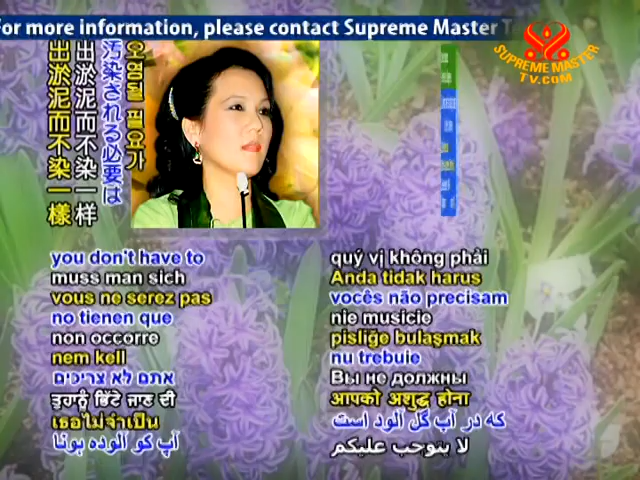 For more information, please contact Supreme Master T
SUPREME MASTER
TV.COM
오염될 필요가
汚染される必要は
出淤泥而不染一样
出淤泥而不染一樣
you don't have to
muss man sich
vous ne serez pas
no tienen que
non occorre
nem kell
אתם לא צריכים
ਤੁਹਾਨੂੰ ਭਿੱਟੇ ਜਾਣ ਦੀ
เธอไม่จำเป็น
آپ کو آلودہ ہونا
quý vị không phải
Anda tidak harus
vocês não precisam
nie musicie
pisliğe bulaşmak
nu trebuie
Вы не должны
आपको अशुद्ध होना
که در آب گل آلود است
لا يتوجب عليكم